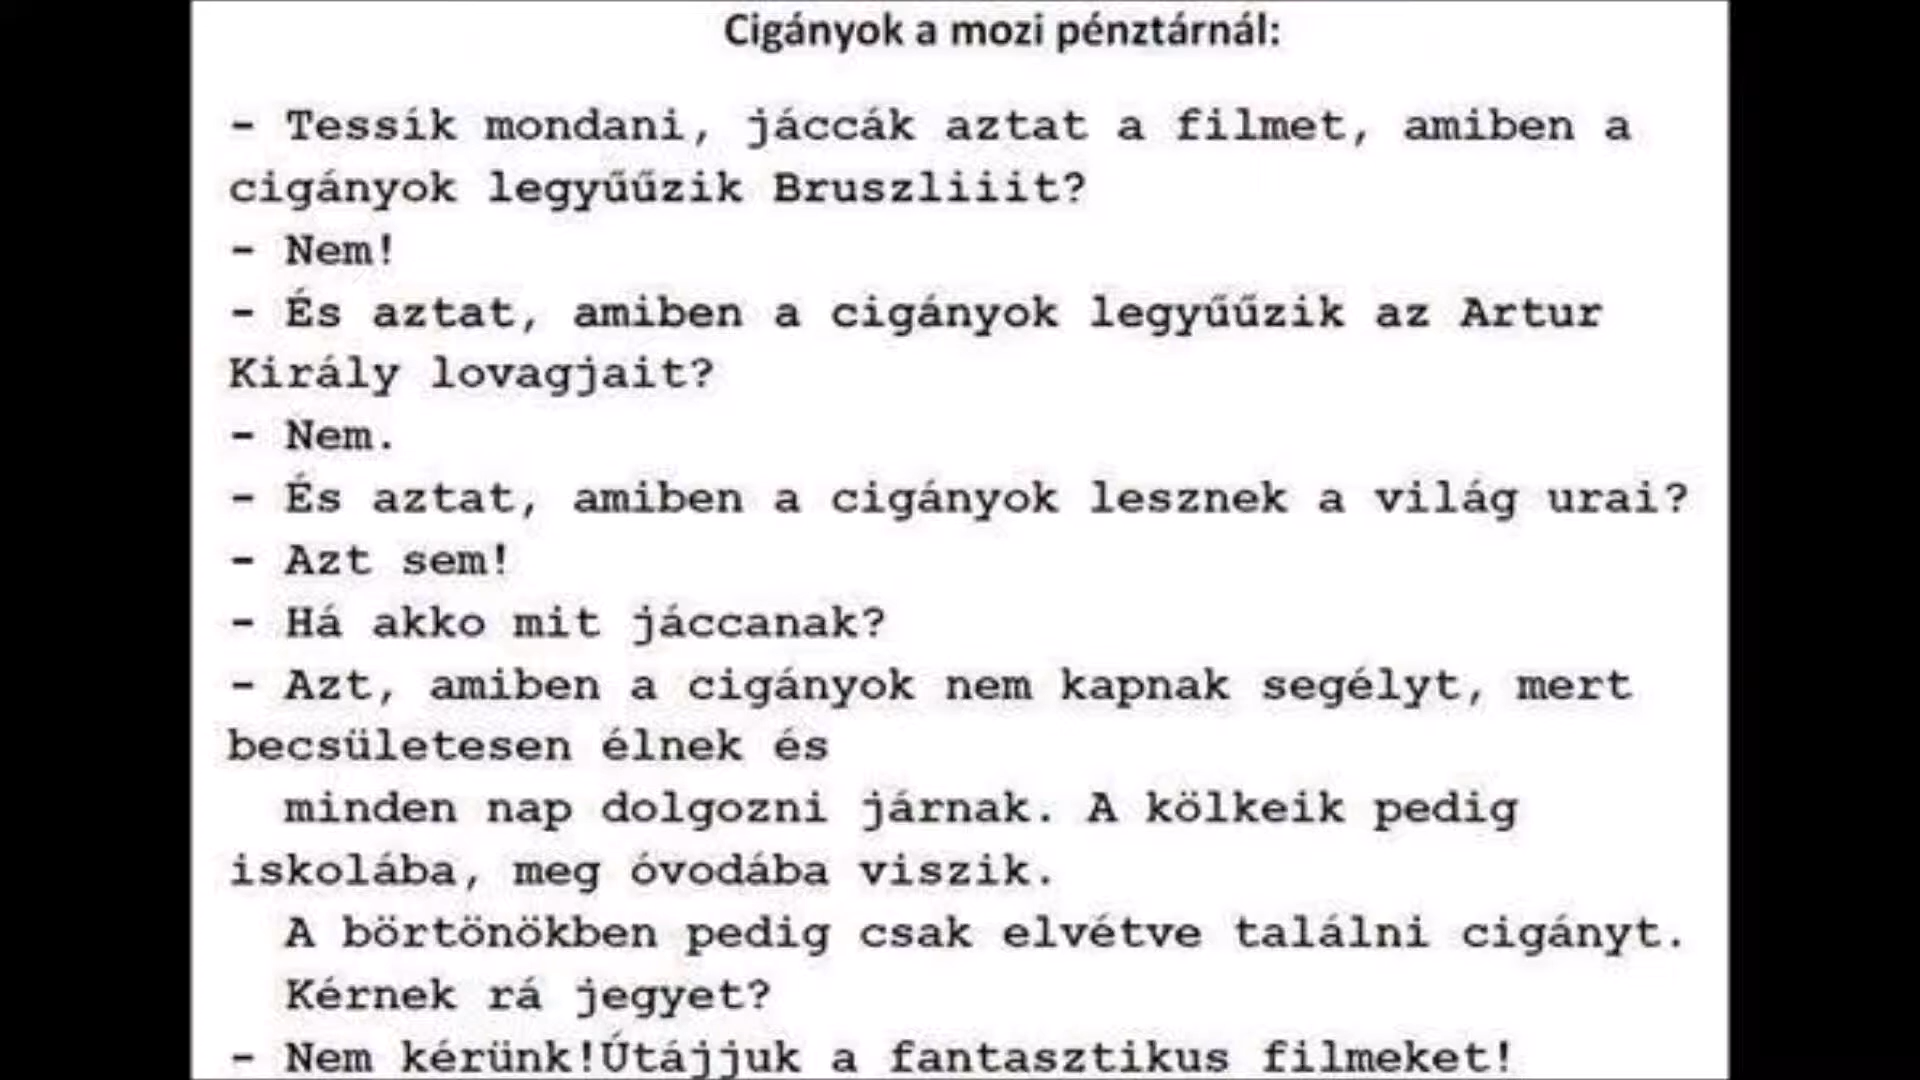 Cigányok a mozi pénztárnál:
- Tessík mondani, jáccák aztat a filmet, amiben a
cigányok legyűűzik Bruszliiit?
- Nem!
- És aztat, amiben a cigányok legyűűzik az Artur
Király lovagjait?
- Nem.
- És aztat, amiben a cigányok lesznek a világ urai?
- Azt sem!
- Há akko mit jáccanak?
- Azt, amiben a cigányok nem kapnak segélyt, mert
becsületesen élnek és
minden nap dolgozni járnak. A kölkeik pedig
iskolába, meg óvodába viszik.
A börtönökben pedig csak elvétve találni cigányt.
Kérnek rá jegyet?
- Nem kérünk!Útájjuk a fantasztikus filmeket!